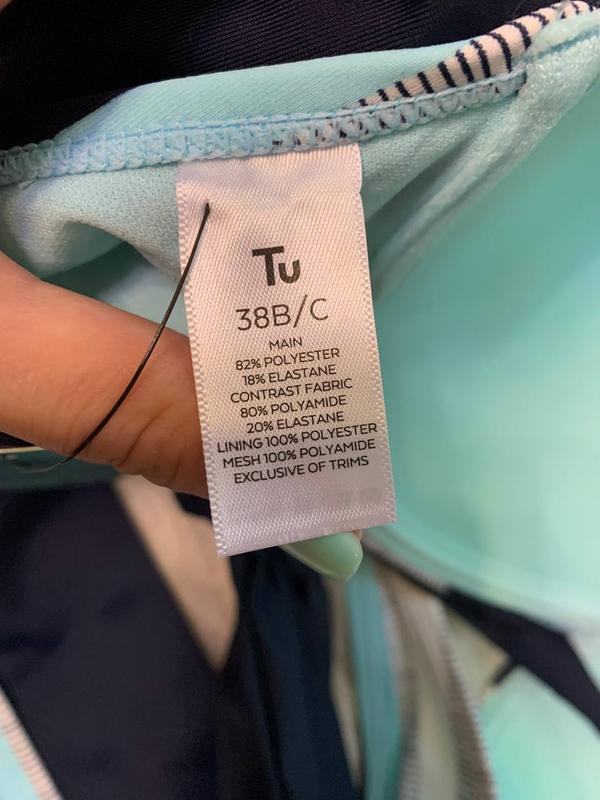 Tu
38B/C
MAIN
82% POLYESTER
18% ELASTANE
CONTRAST FABRIC
80% POLYAMIDE
20% ELASTANE
LINING 100% POLYESTER
MESH 100% POLYAMIDE
EXCLUSIVE OF TRIMS